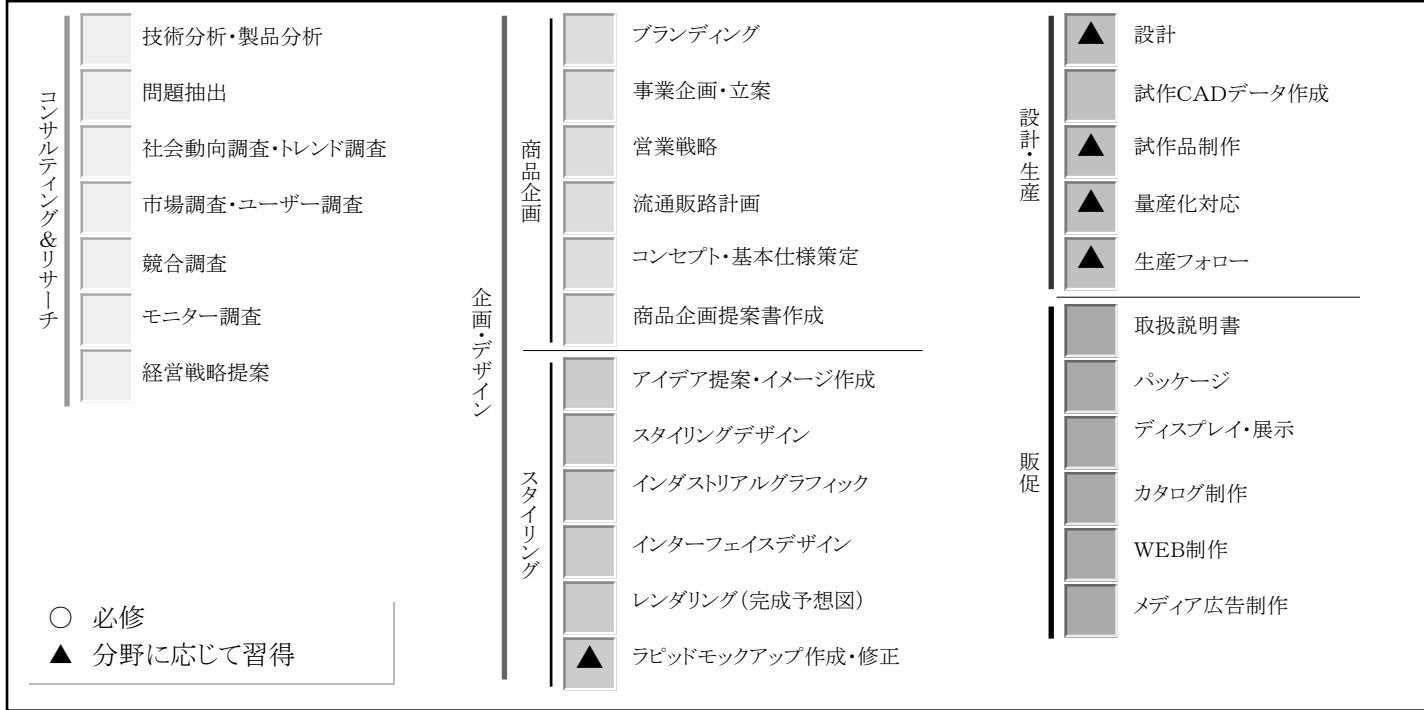 コンサルティング&リサーチ
技術分析・製品分析
問題抽出
社会動向調査・トレンド調査
市場調査・ユーザー調査
競合調査
モニター調査
経営戦略提案
企画・デザイン
商品企画
ブランディング
事業企画・立案
営業戦略
流通販路計画
コンセプト・基本仕様策定
商品企画提案書作成
スタイリング
アイデア提案・イメージ作成
スタイリングデザイン
インダストリアルグラフィック
インターフェイスデザイン
レンダリング(完成予想図)
▲ ラピッドモックアップ作成・修正
設計・生産
▲ 設計
試作CADデータ作成
▲ 試作品制作
▲ 量産化対応
▲ 生産フォロー
販促
取扱説明書
パッケージ
ディスプレイ・展示
カタログ制作
WEB制作
メディア広告制作
○ 必修
▲ 分野に応じて習得